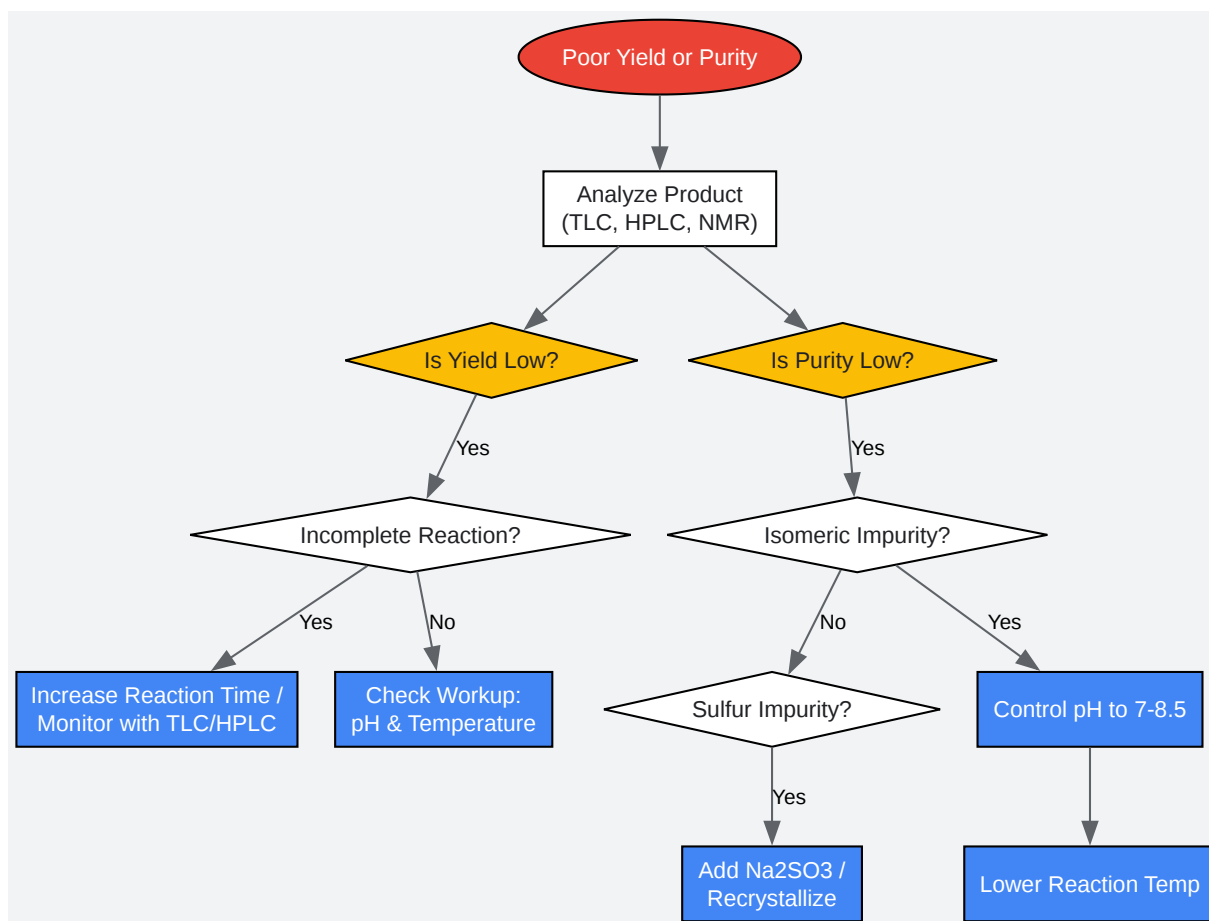 Poor Yield or Purity
Analyze Product
(TLC, HPLC, NMR)
Is Yield Low?
Is Purity Low?
Yes
Yes
Incomplete Reaction?
Isomeric Impurity?
Yes
No
No
Yes
Increase Reaction Time /
Monitor with TLC/HPLC
Check Workup:
pH & Temperature
Sulfur Impurity?
Control pH to 7-8.5
Yes
Add Na2SO3 /
Recrystallize
Lower Reaction Temp